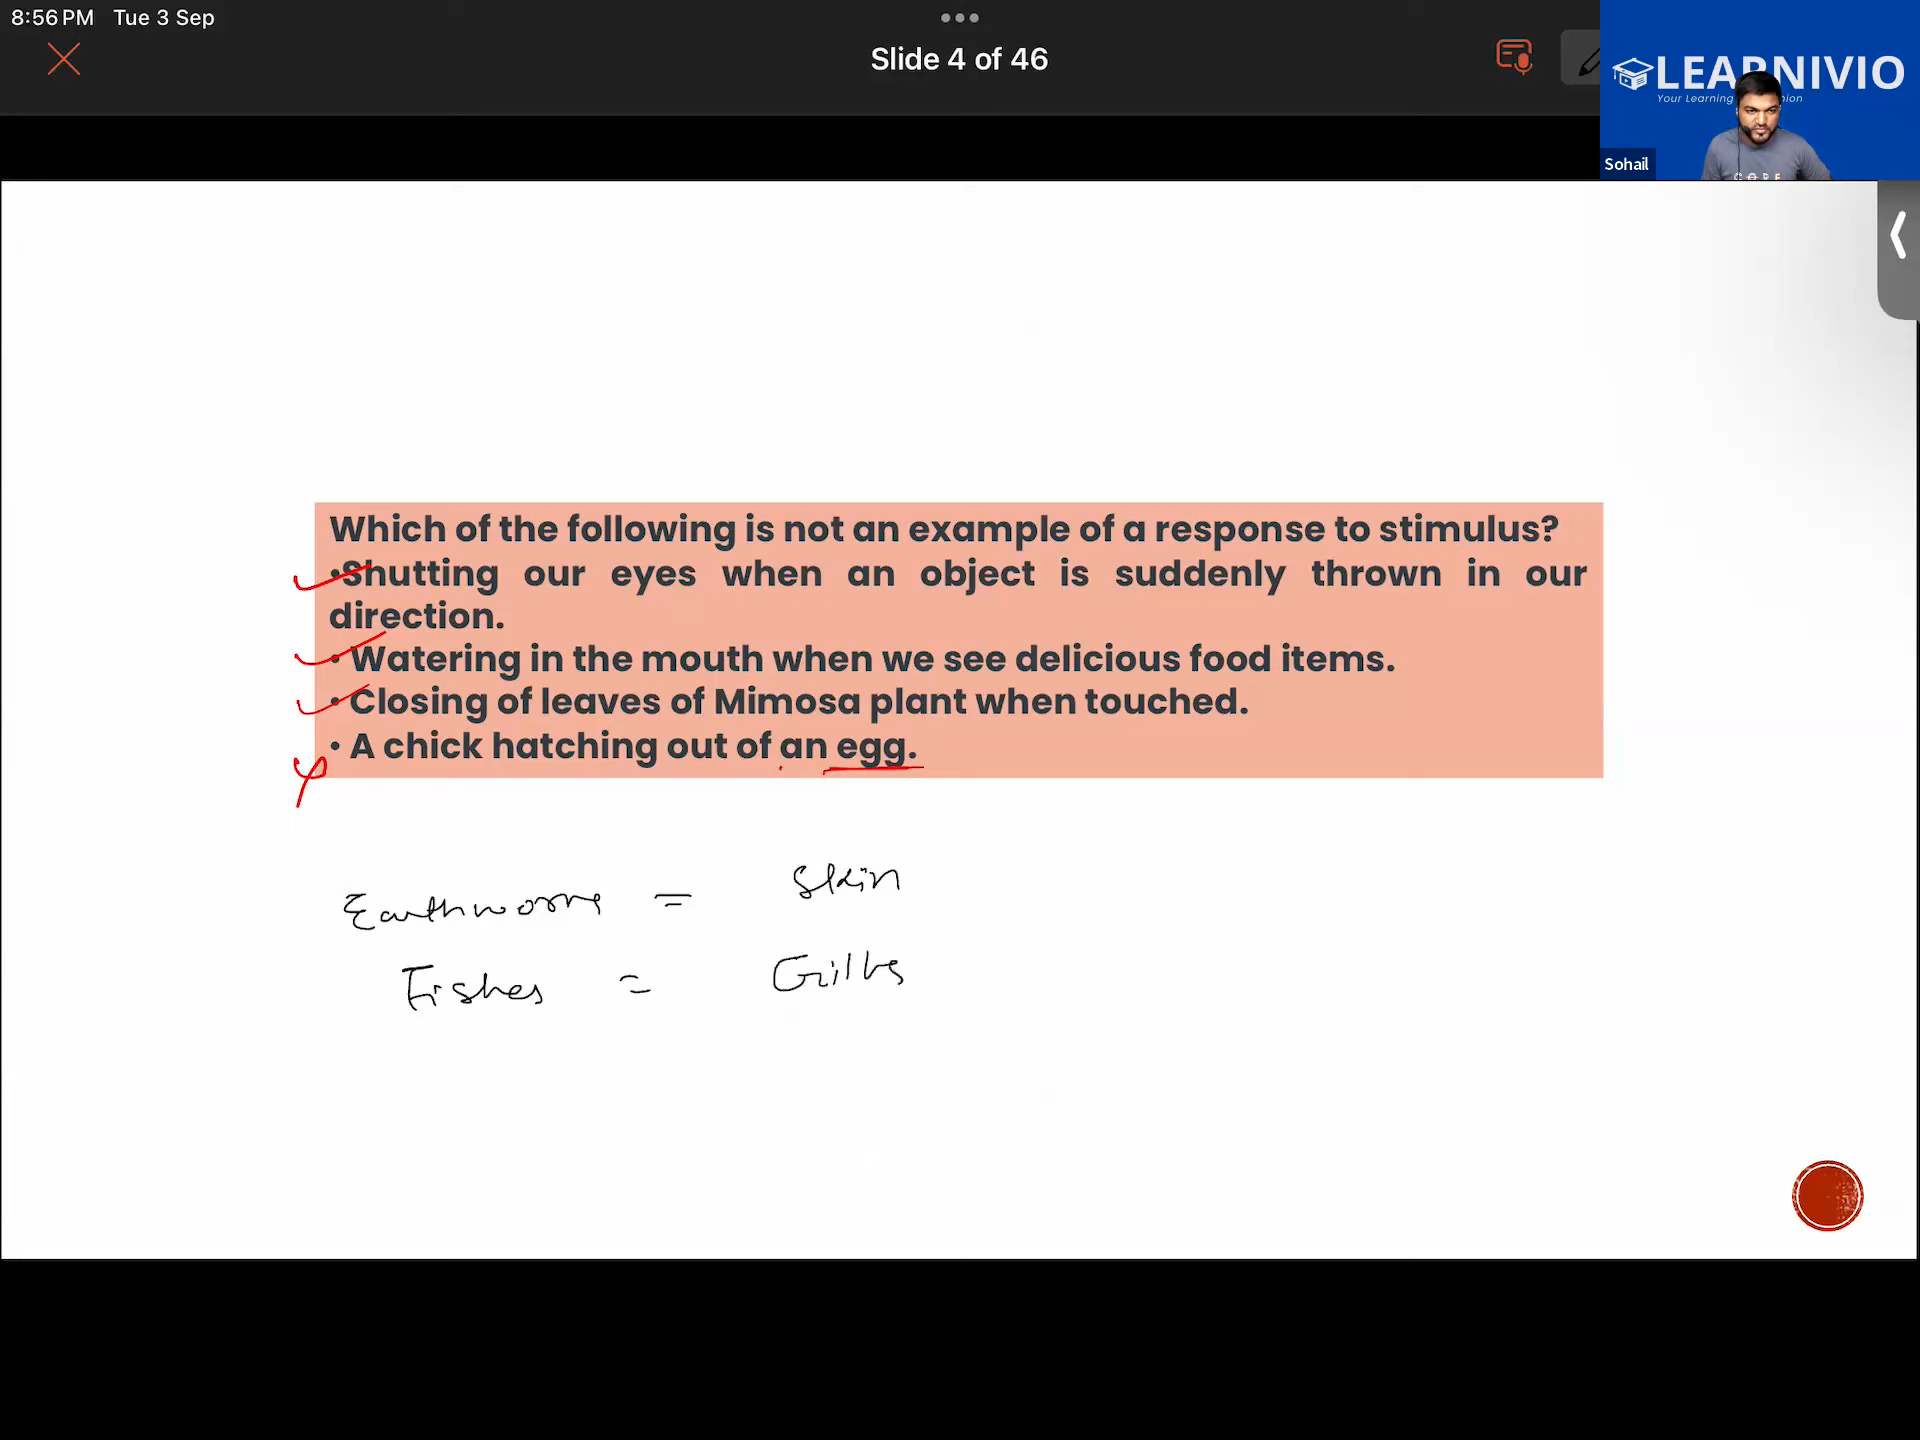 8:56 PM Tue 3 Sep
Slide 4 of 46
LEARNIVIO
Your Learning
Sohail
Which of the following is not an example of a response to stimulus?
•Shutting our eyes when an object is suddenly thrown in our
direction.
• Watering in the mouth when we see delicious food items.
• Closing of leaves of Mimosa plant when touched.
• A chick hatching out of an egg.
Earthworm = Skin
Fishes = Gills